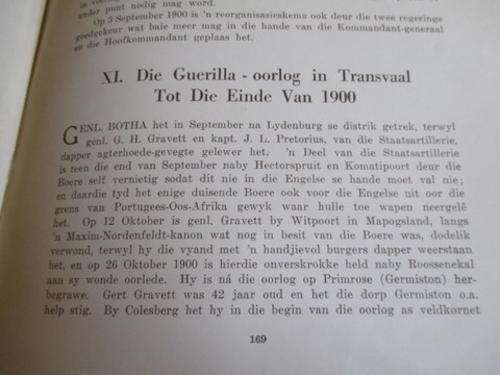 under punt nodig mag word.
Op 5 September 1900 is 'n reorganisasieskema ook deur die twee regerings
goedgekeur wat baie meer mag in die hande van die Kommandant-generaal
en die Hoofkommandant geplaas het.
XI. Die Guerilla - oorlog in Transvaal
Tot Die Einde Van 1900
GENL. BOTHA het in September na Lydenburg se distrik getrek, terwyl
genl. G. H. Gravett en kapt. J. L. Pretorius, van die Staatsartillerie,
dapper agterhoede-gevegte gelewer het. 'n Deel van die Staatsartillerie
is teen die end van September naby Hectorspruit en Komatipoort deur die
Boere self vernietig sodat dit nie in die Engelse se hande moet val nie;
en daardie tyd het enige duisende Boere ook voor die Engelse uit oor die
grens van Portugees-Oos-Afrika gewyk waar hulle toe wapen neergelê
het. Op 12 Oktober is genl. Gravett by Witpoort in Mapogsland, langs
'n Maxim-Nordenfeldt-kanon wat nog in besit van die Boere was, dodelik
verwond, terwyl hy die vyand met 'n handjievol burgers dapper weerstaan
het, en op 26 Oktober 1900 is hierdie onverskrokke held naby Roossenekal
aan sy wonde oorlede. Hy is ná die oorlog op Primrose (Germiston) her-
begrawe. Gert Gravett was 42 jaar oud en het die dorp Germiston o.a.
help stig. By Colesberg het hy in die begin van die oorlog as veldkornet
169